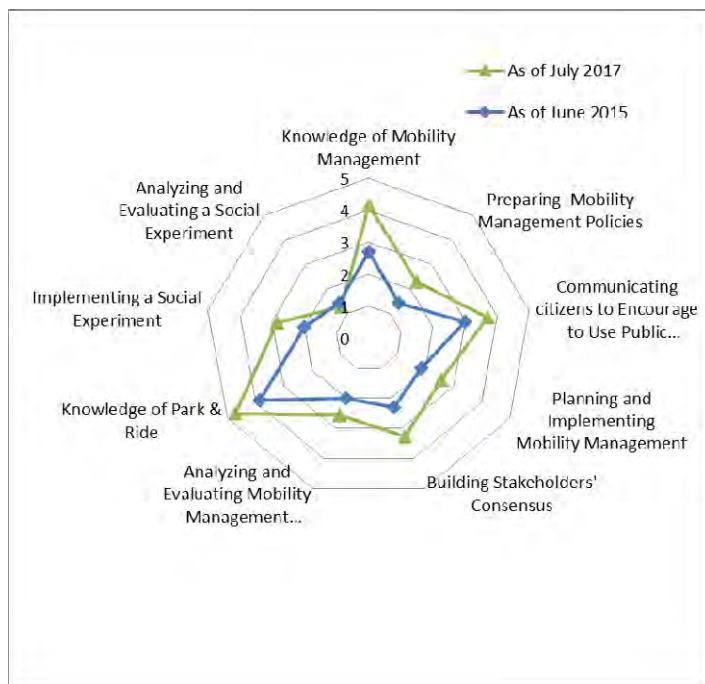 As of July 2017
As of June 2015
Knowledge of Mobility
Management
Preparing Mobility
Management Policies
Communicating
citizens to Encourage
to Use Public...
Planning and
Implementing
Mobility Management
Building Stakeholders'
Consensus
Analyzing and
Evaluating Mobility
Management...
Knowledge of Park &
Ride
Implementing a Social
Experiment
Analyzing and
Evaluating a Social
Experiment
5
4
3
2
1
0